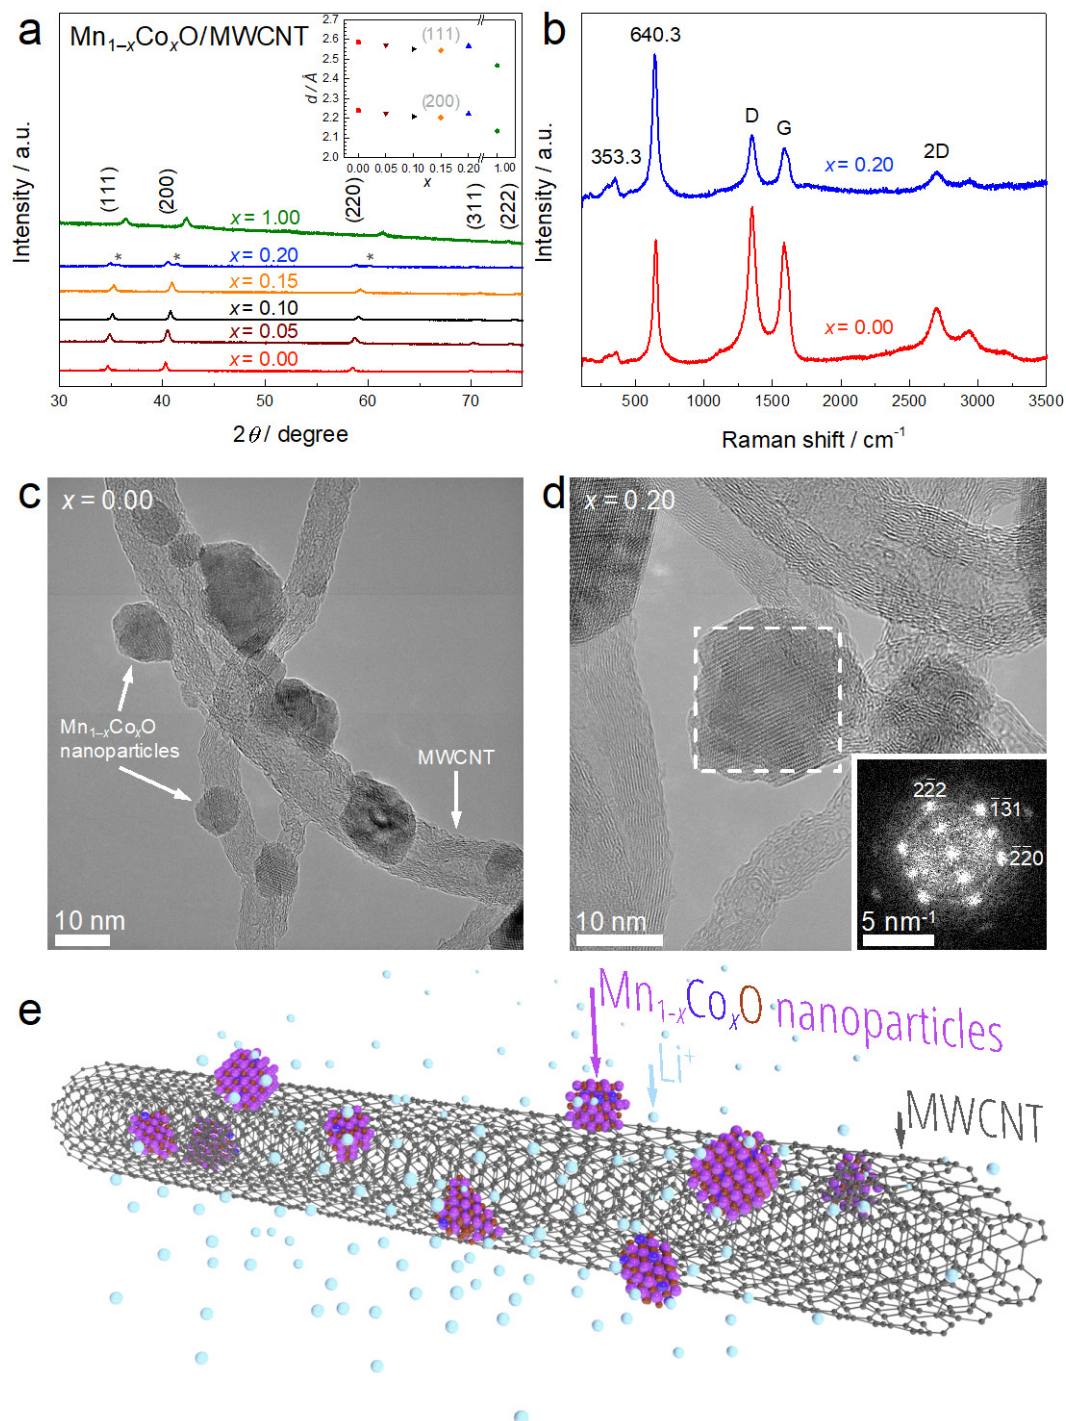 a
Mn₁₋ₓCoₓO/MWCNT
Intensity / a.u.
d / Å
2.7
2.6
2.5
2.4
2.3
2.2
2.1
2.0
(111)
(200)
0.00 0.05 0.10 0.15 0.20 1.00
x
(111) (200) (220) (311) (222)
x = 1.00
* * *
x = 0.20
x = 0.15
x = 0.10
x = 0.05
x = 0.00
30 40 50 60 70
2θ / degree
b
Intensity / a.u.
640.3
353.3
D
G
2D
x = 0.20
x = 0.00
500 1000 1500 2000 2500 3000 3500
Raman shift / cm⁻¹
c
x = 0.00
Mn₁₋ₓCoₓO
nanoparticles
MWCNT
10 nm
d
x = 0.20
22̅2
1̅3̅1
2̅2̅0
10 nm
5 nm⁻¹
e
Mn₁₋ₓCoₓO nanoparticles
Li⁺
MWCNT